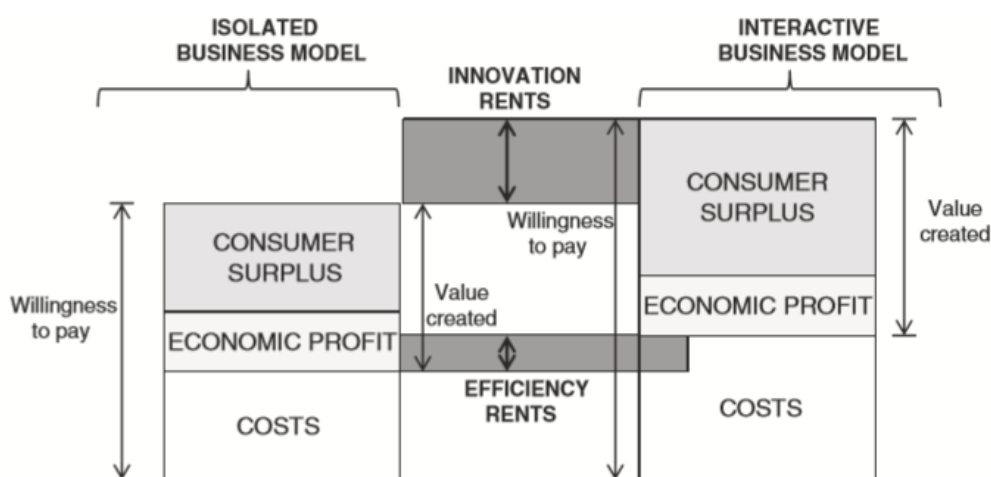 ISOLATED
BUSINESS MODEL
INTERACTIVE
BUSINESS MODEL
INNOVATION
RENTS
CONSUMER
SURPLUS
Willingness
to pay
CONSUMER
SURPLUS
Value
created
Willingness
to pay
Value
created
ECONOMIC PROFIT
ECONOMIC PROFIT
EFFICIENCY
RENTS
COSTS
COSTS